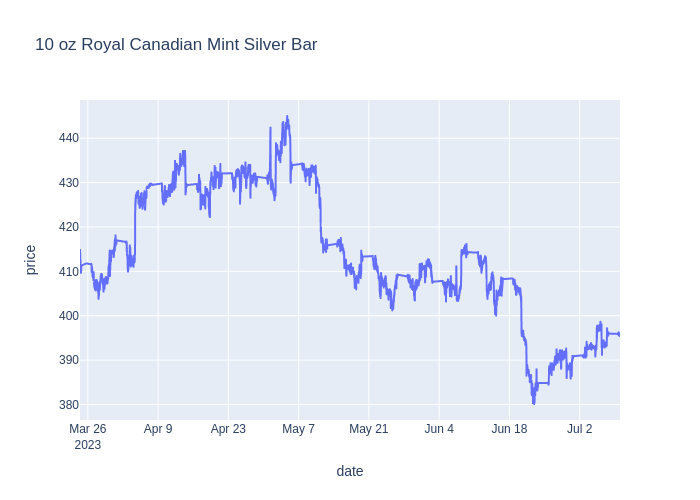 10 oz Royal Canadian Mint Silver Bar
440
430
420
410
400
390
380
price
Mar 26
2023
Apr 9
Apr 23
May 7
May 21
Jun 4
Jun 18
Jul 2
date